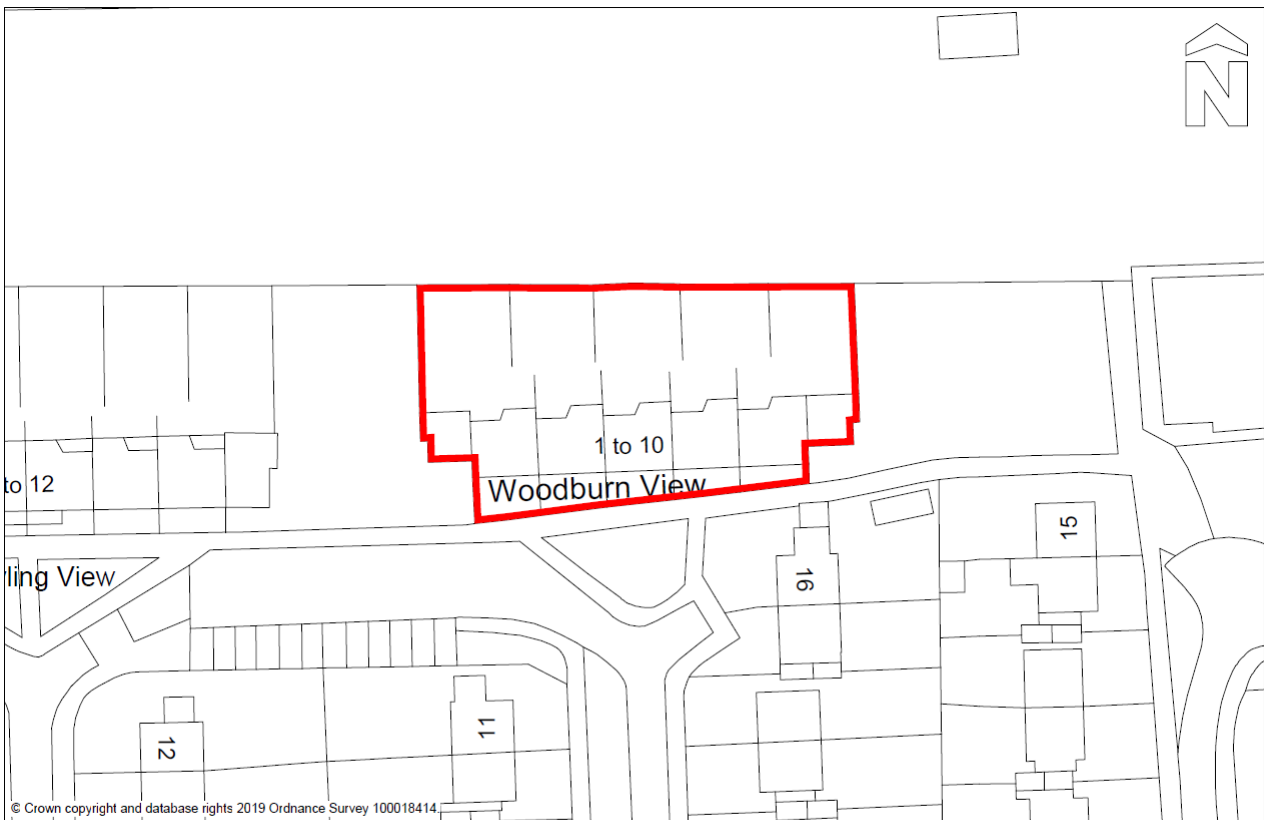 N
1 to 10
Woodburn View
to 12
15
16
ling View
11
12
© Crown copyright and database rights 2019 Ordnance Survey 100018414.